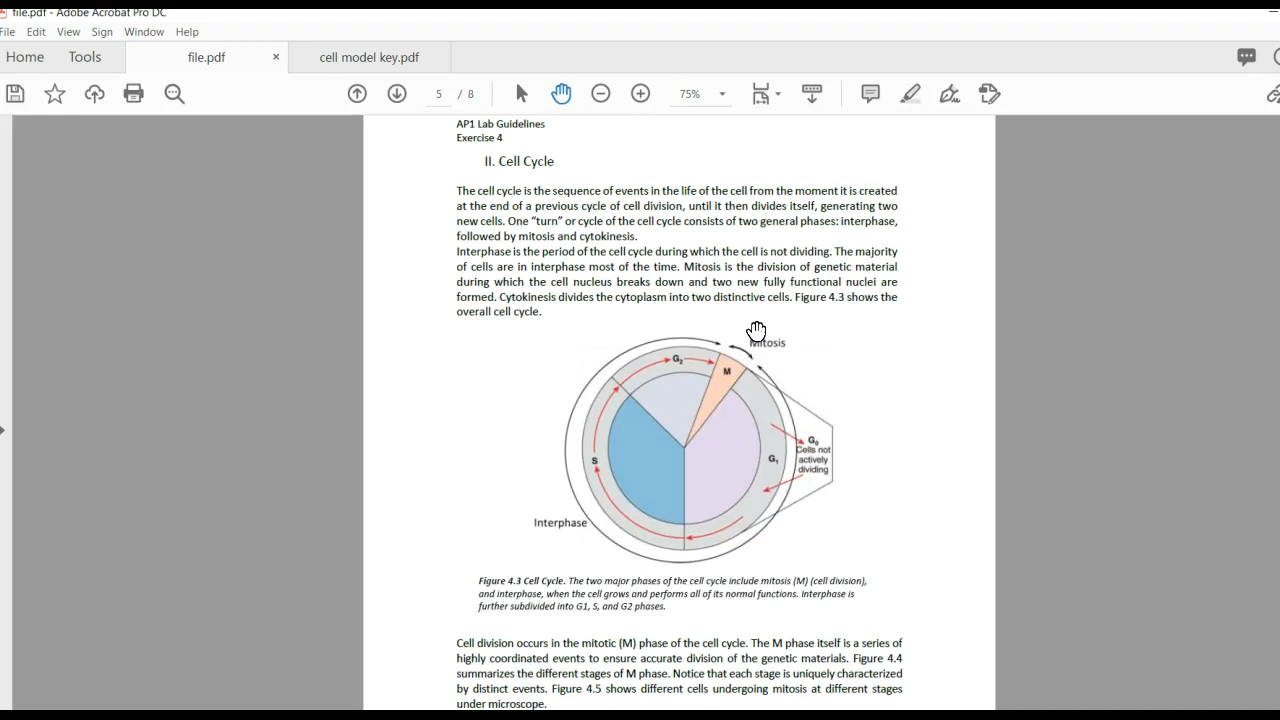 file.pdf - Adobe Acrobat Pro DC
File Edit View Sign Window Help
Home Tools file.pdf × cell model key.pdf
5 / 8 75%
AP1 Lab Guidelines
Exercise 4
II. Cell Cycle
The cell cycle is the sequence of events in the life of the cell from the moment it is created
at the end of a previous cycle of cell division, until it then divides itself, generating two
new cells. One “turn” or cycle of the cell cycle consists of two general phases: interphase,
followed by mitosis and cytokinesis.
Interphase is the period of the cell cycle during which the cell is not dividing. The majority
of cells are in interphase most of the time. Mitosis is the division of genetic material
during which the cell nucleus breaks down and two new fully functional nuclei are
formed. Cytokinesis divides the cytoplasm into two distinctive cells. Figure 4.3 shows the
overall cell cycle.
Mitosis
G₂
M
G₀
Cells not
actively
dividing
G₁
S
Interphase
Figure 4.3 Cell Cycle. The two major phases of the cell cycle include mitosis (M) (cell division),
and interphase, when the cell grows and performs all of its normal functions. Interphase is
further subdivided into G1, S, and G2 phases.
Cell division occurs in the mitotic (M) phase of the cell cycle. The M phase itself is a series of
highly coordinated events to ensure accurate division of the genetic materials. Figure 4.4
summarizes the different stages of M phase. Notice that each stage is uniquely characterized
by distinct events. Figure 4.5 shows different cells undergoing mitosis at different stages
under microscope.